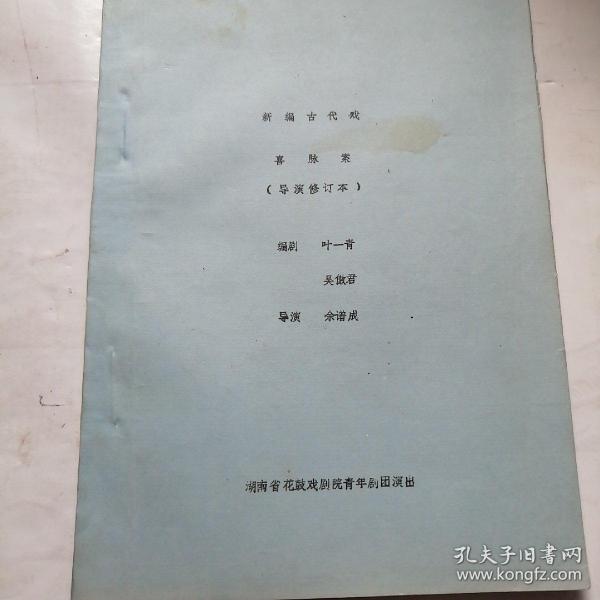 新编古代戏
喜脉案
（导演修订本）
编剧 叶一青
吴傲君
导演 余谱成
湖南省花鼓戏剧院青年剧团演出
孔夫子旧书网
www.kongfz.com